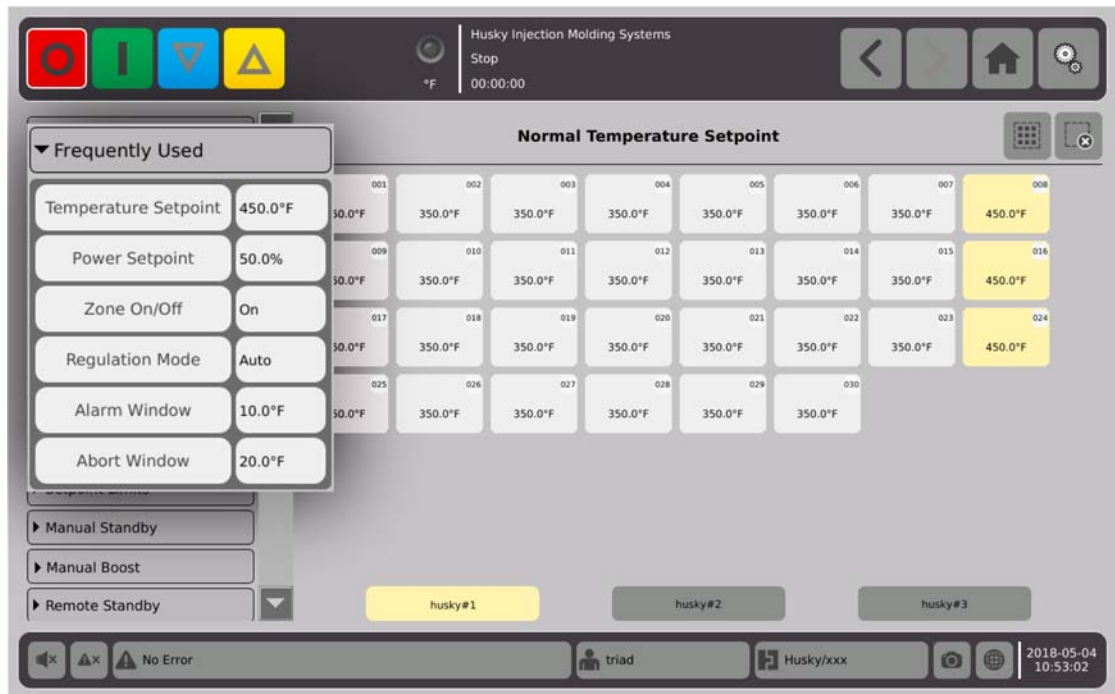 Husky Injection Molding Systems
Stop
°F 00:00:00
Normal Temperature Setpoint
Frequently Used
Temperature Setpoint 450.0°F
Power Setpoint 50.0%
Zone On/Off On
Regulation Mode Auto
Alarm Window 10.0°F
Abort Window 20.0°F
001 002 003 004 005 006 007 008
350.0°F 350.0°F 350.0°F 350.0°F 350.0°F 350.0°F 450.0°F
009 010 011 012 013 014 015 016
350.0°F 350.0°F 350.0°F 350.0°F 350.0°F 350.0°F 450.0°F
017 018 019 020 021 022 023 024
350.0°F 350.0°F 350.0°F 350.0°F 350.0°F 350.0°F 450.0°F
025 026 027 028 029 030
350.0°F 350.0°F 350.0°F 350.0°F 350.0°F
Manual Standby
Manual Boost
Remote Standby
husky#1 husky#2 husky#3
No Error triad Husky/xxx 2018-05-04
10:53:02